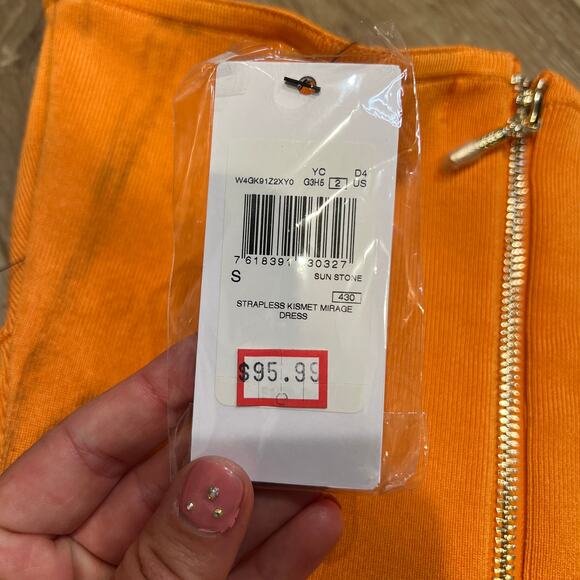 YC D4
W4GK91Z2XY0 G3H5 2 US
7 618391 30327
S SUN STONE
430
STRAPLESS KISMET MIRAGE
DRESS
$95.99